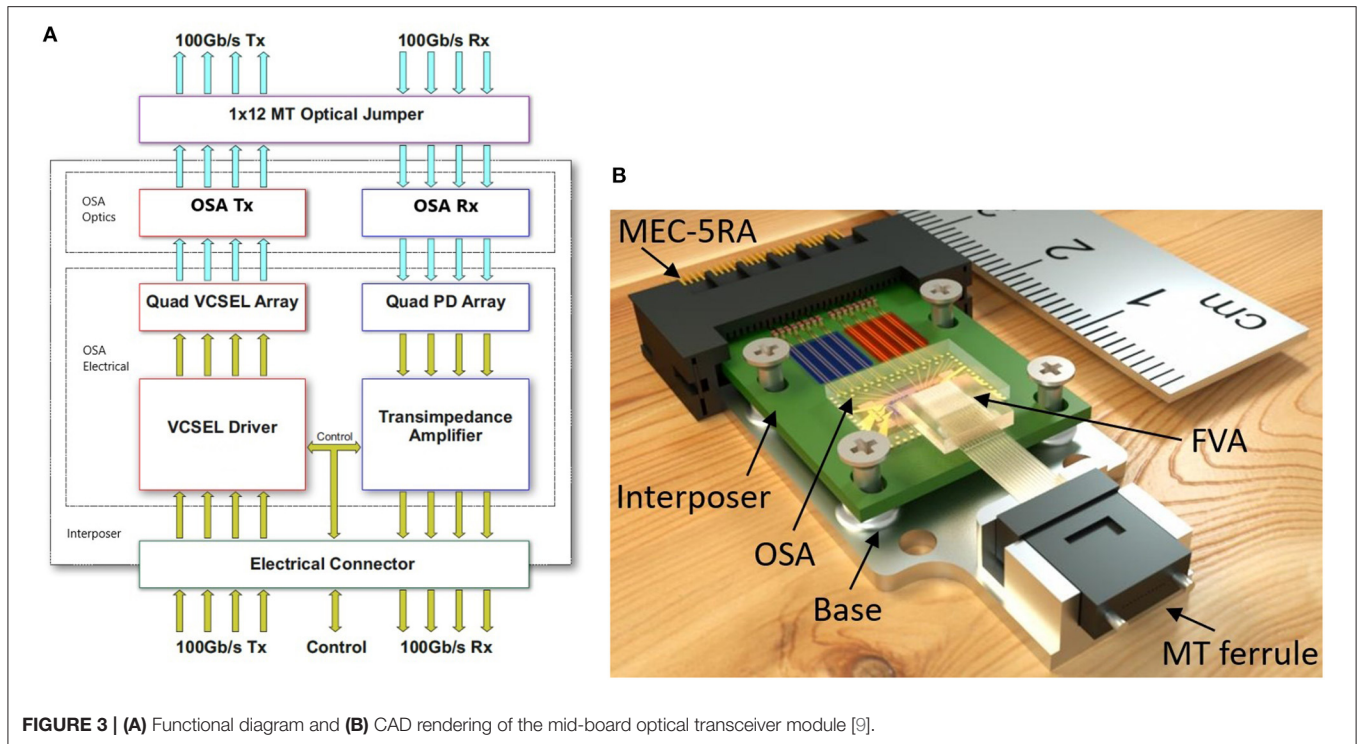 A
100Gb/s Tx
100Gb/s Rx
1x12 MT Optical Jumper
OSA
Optics
OSA Tx
OSA Rx
Quad VCSEL Array
Quad PD Array
OSA
Electrical
VCSEL Driver
Control
Transimpedance
Amplifier
Interposer
Electrical Connector
100Gb/s Tx
Control
100Gb/s Rx
B
MEC-5RA
2
1
cm
FVA
Interposer
OSA
Base
MT ferrule
FIGURE 3 | (A) Functional diagram and (B) CAD rendering of the mid-board optical transceiver module [9].